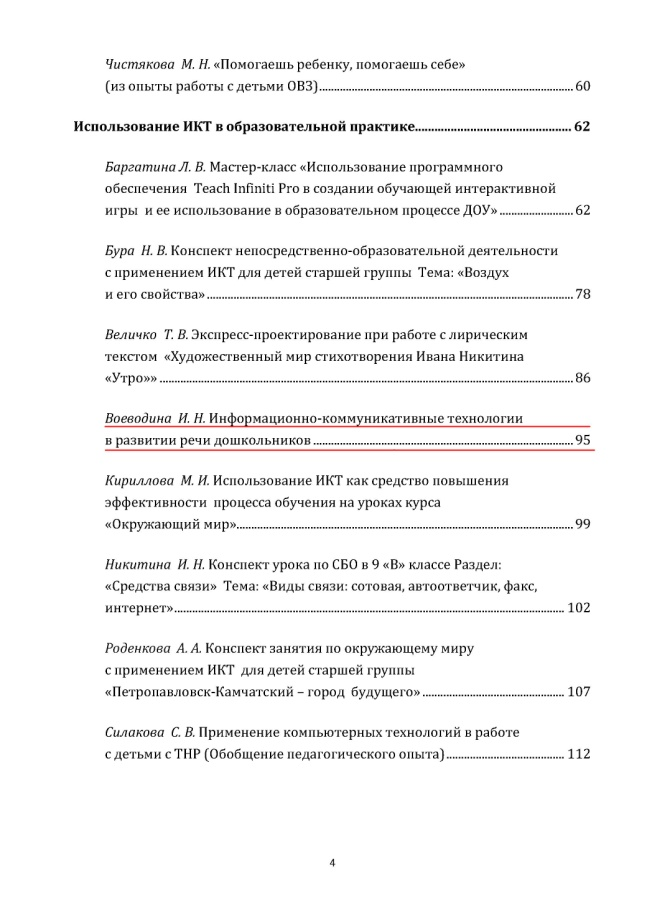 Чистякова М. Н. «Помогаешь ребенку, помогаешь себе»
(из опыты работы с детьми ОВЗ)........................................................................... 60
Использование ИКТ в образовательной практике............................................... 62
Баргатина Л. В. Мастер-класс «Использование программного
обеспечения Teach Infiniti Pro в создании обучающей интерактивной
игры и ее использование в образовательном процессе ДОУ» ...................... 62
Бура Н. В. Конспект непосредственно-образовательной деятельности
с применением ИКТ для детей старшей группы Тема: «Воздух
и его свойства» ............................................................................................................. 78
Величко Т. В. Экспресс-проектирование при работе с лирическим
текстом «Художественный мир стихотворения Ивана Никитина
«Утро»» ........................................................................................................................... 86
Воеводина И. Н. Информационно-коммуникативные технологии
в развитии речи дошкольников .............................................................................. 95
Кириллова М. И. Использование ИКТ как средство повышения
эффективности процесса обучения на уроках курса
«Окружающий мир».................................................................................................... 99
Никитина И. Н. Конспект урока по СБО в 9 «В» классе Раздел:
«Средства связи» Тема: «Виды связи: сотовая, автоответчик, факс,
интернет»..................................................................................................................... 102
Роденкова А. А. Конспект занятия по окружающему миру
с применением ИКТ для детей старшей группы
«Петропавловск-Камчатский – город будущего» .......................................... 107
Силакова С. В. Применение компьютерных технологий в работе
с детьми с ТНР (Обобщение педагогического опыта) ................................... 112
4